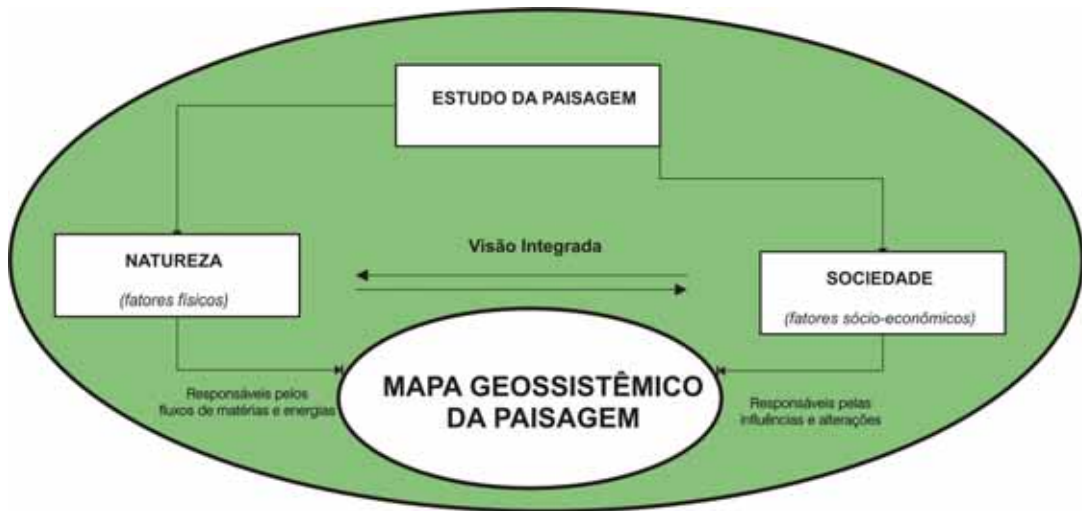 ESTUDO DA PAISAGEM
Visão Integrada
NATUREZA
(fatores físicos)
SOCIEDADE
(fatores sócio-econômicos)
Responsáveis pelos
fluxos de matérias e energias
MAPA GEOSSISTÊMICO
DA PAISAGEM
Responsáveis pelas
influências e alterações